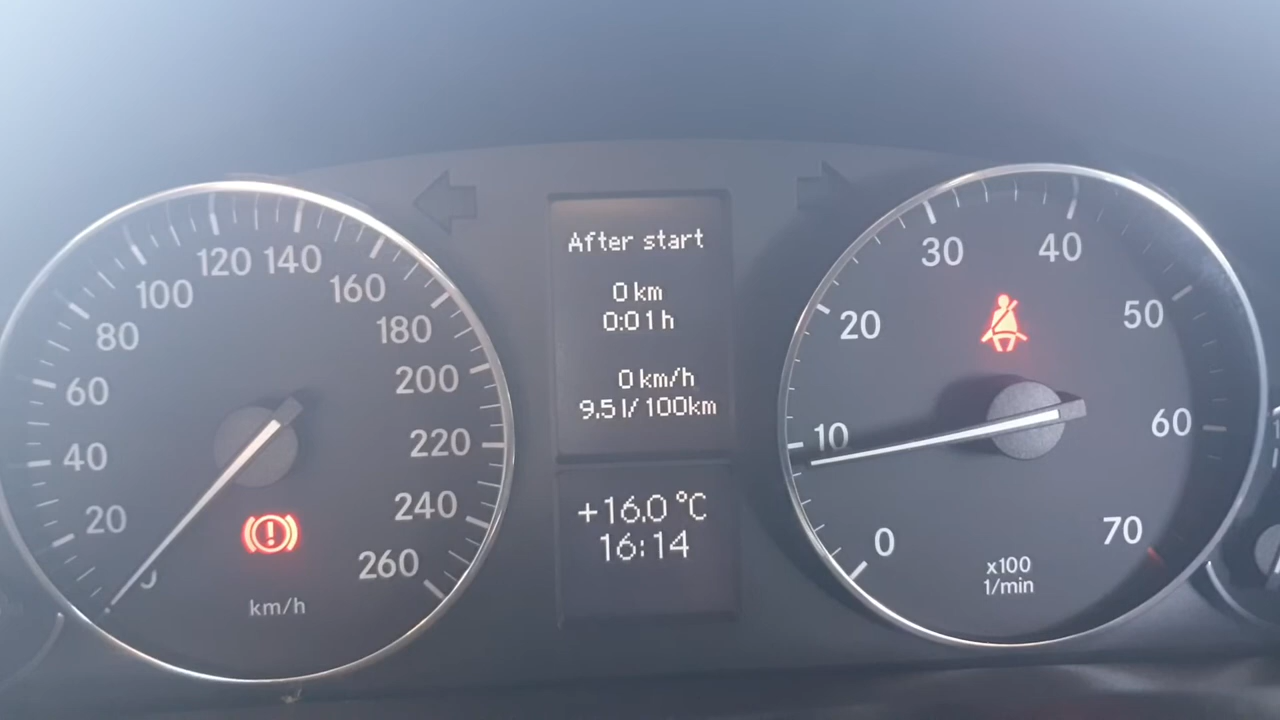 20
40
60
80
100
120
140
160
180
200
220
240
260
km/h
After start
0 km
0:01 h
0 km/h
9.5 l/100km
+16.0 °C
16:14
0
10
20
30
40
50
60
70
x100
1/min